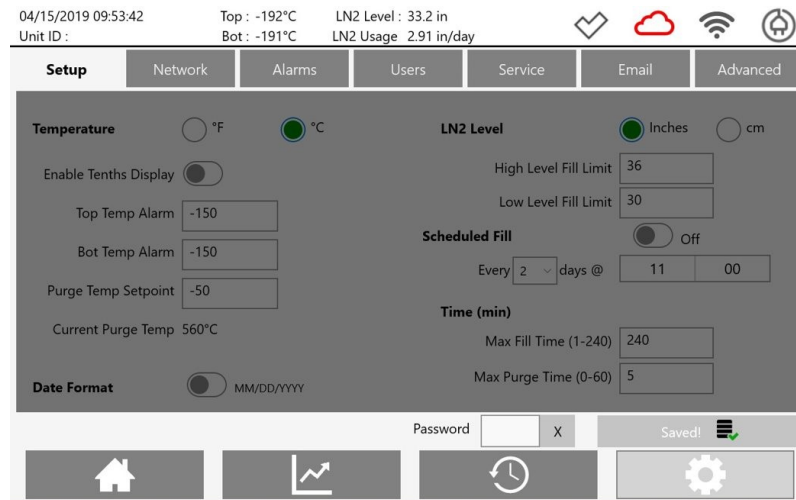 04/15/2019 09:53:42 Top : -192°C LN2 Level : 33.2 in
Unit ID : Bot : -191°C LN2 Usage 2.91 in/day
Setup Network Alarms Users Service Email Advanced
Temperature °F °C LN2 Level Inches cm
Enable Tenths Display High Level Fill Limit 36
Top Temp Alarm -150 Low Level Fill Limit 30
Bot Temp Alarm -150 Scheduled Fill Off
Purge Temp Setpoint -50 Every 2 days @ 11 00
Current Purge Temp 560°C Time (min)
Max Fill Time (1-240) 240
Date Format MM/DD/YYYY Max Purge Time (0-60) 5
Password X Saved!